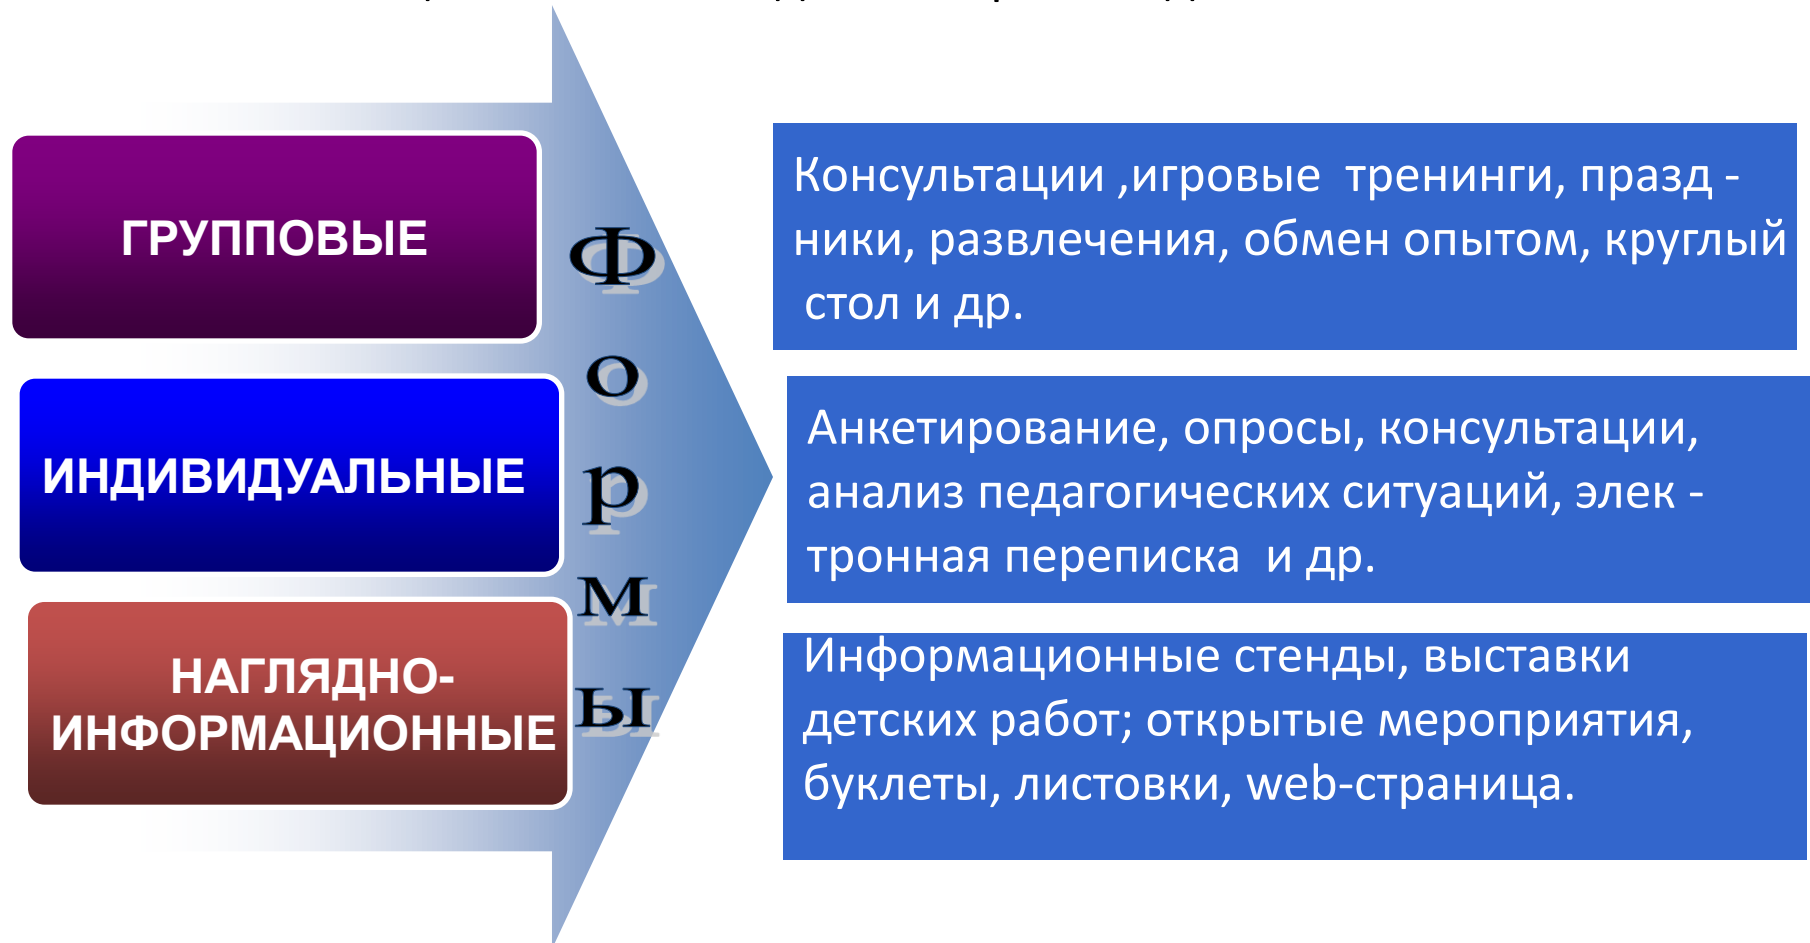 ГРУППОВЫЕ
Консультации ,игровые  тренинги, празд -
ники, развлечения, обмен опытом, круглый
стол и др.
Формы
ИНДИВИДУАЛЬНЫЕ
Анкетирование, опросы, консультации,
анализ педагогических ситуаций, элек -
тронная переписка  и др.
НАГЛЯДНО-
ИНФОРМАЦИОННЫЕ
Информационные стенды, выставки
детских работ; открытые мероприятия,
буклеты, листовки, web-страница.